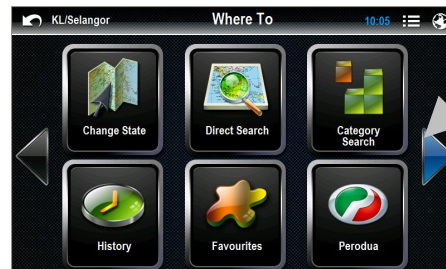 KL/Selangor
Where To
10:05
Change State
Direct Search
Category
Search
History
Favourites
Perodua